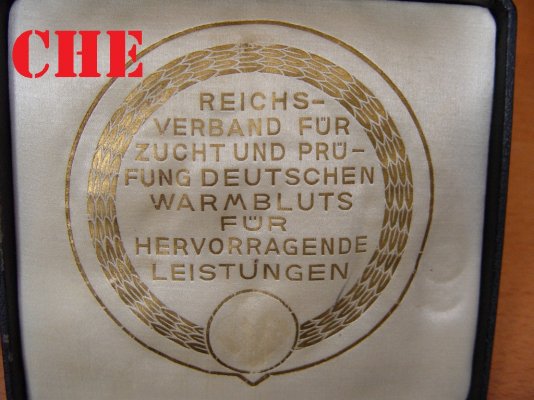 CHE
REICHS-
VERBAND FÜR
ZUCHT UND PRÜ-
FUNG DEUTSCHEN
WARMBLUTS
FÜR
HERVORRAGENDE
LEISTUNGEN